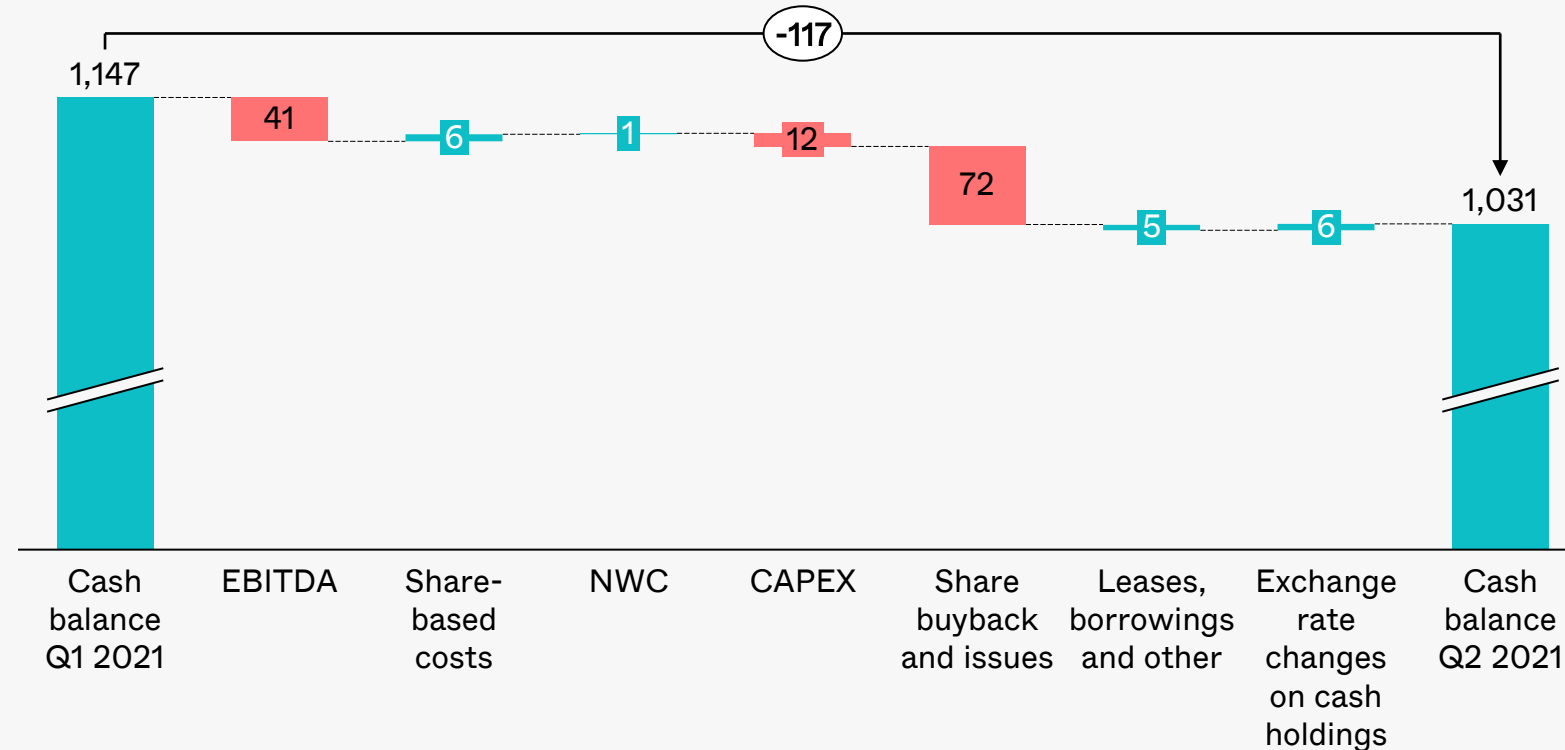 -117
1,147
41
6
1
12
72
5
6
1,031
Cash
balance
Q1 2021
EBITDA
Share-
based
costs
NWC
CAPEX
Share
buyback
and issues
Leases,
borrowings
and other
Exchange
rate
changes
on cash
holdings
Cash
balance
Q2 2021